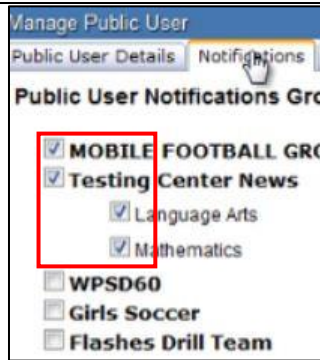 Manage Public User
Public User Details Notifications
Public User Notifications Gro
MOBILE FOOTBALL GRO
Testing Center News
Language Arts
Mathematics
WPSD60
Girls Soccer
Flashes Drill Team